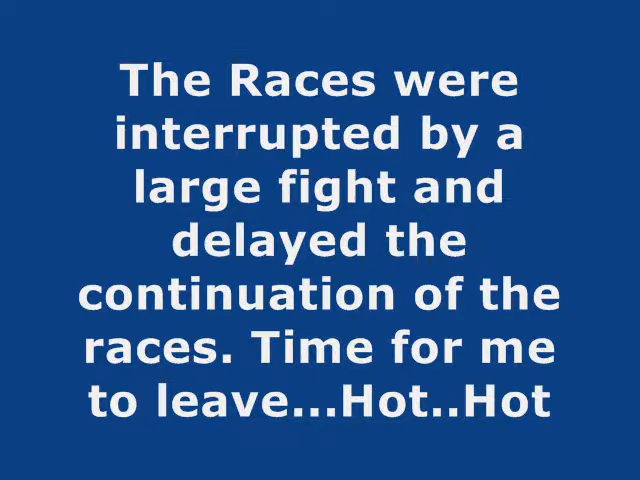 The Races were
interrupted by a
large fight and
delayed the
continuation of the
races. Time for me
to leave...Hot..Hot